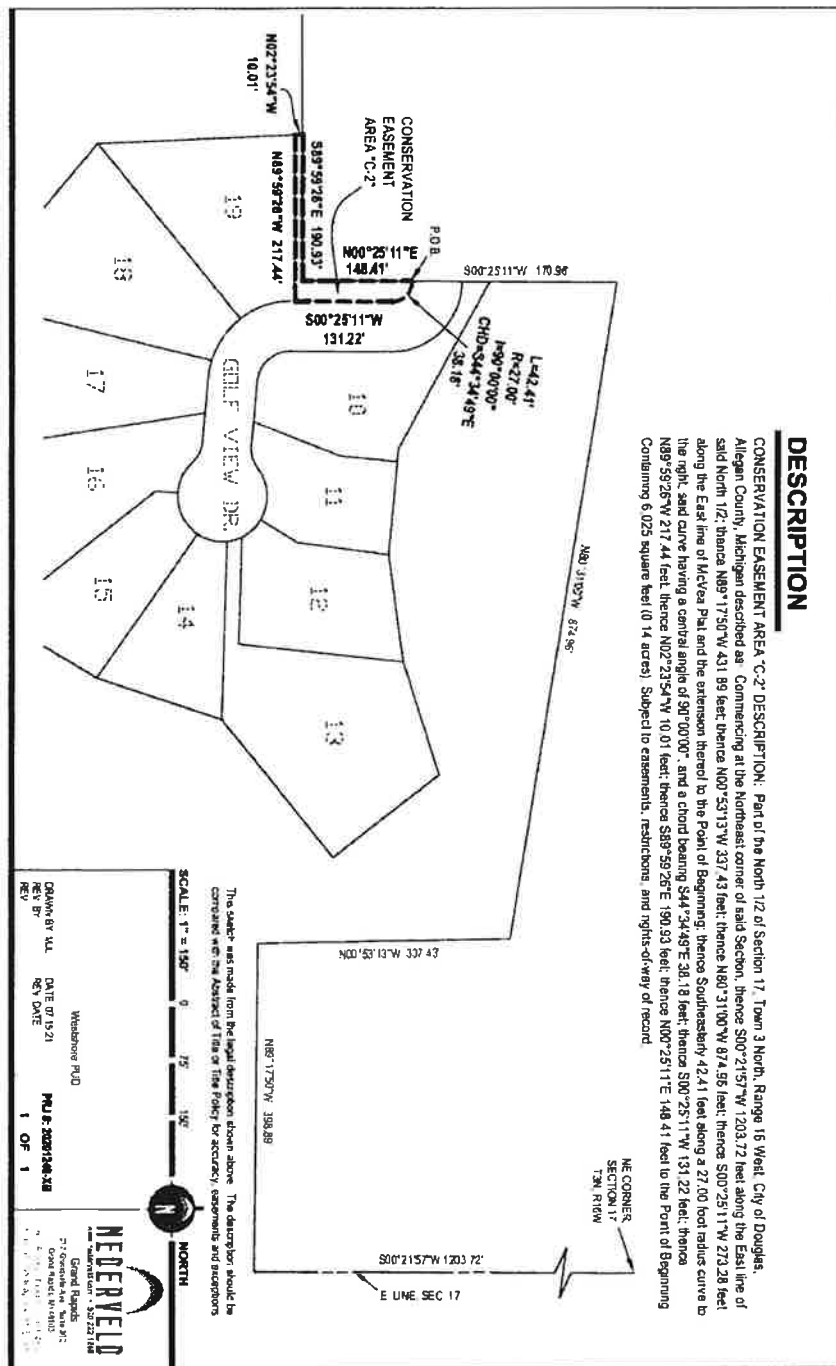 DESCRIPTION
CONSERVATION EASEMENT AREA "C-2" DESCRIPTION: Part of the North 1/2 of Section 17, Town 3 North, Range 16 West, City of Douglas,
Allegan County, Michigan described as: Commencing at the Northeast corner of said Section, thence S00°21'57"W 1203.72 feet along the East line of
said North 1/2; thence N89°17'50"W 431.89 feet; thence N00°53'13"W 337.43 feet; thence N80°31'00"W 874.96 feet; thence S00°25'11"W 273.28 feet
along the East line of McVea Plat and the extension thereof to the Point of Beginning; thence Southeasterly 42.41 feet along a 27.00 foot radius curve to
the right, said curve having a central angle of 90°00'00", and a chord bearing S44°34'49"E 38.18 feet; thence S00°25'11"W 131.22 feet; thence
N89°59'26"W 217.44 feet; thence N02°23'54"W 10.01 feet; thence S89°59'26"E 190.93 feet; thence N00°25'11"E 148.41 feet to the Point of Beginning
Containing 6,025 square feet (0.14 acres). Subject to easements, restrictions, and rights-of-way of record.
NE CORNER,
SECTION 17
T3N, R16W
S00°25'11"W 170.96'
N80°31'00"W 874.96'
P.O.B.
L=42.41'
R=27.00'
I=90°00'00"
CHD=S44°34'49"E
38.18'
CONSERVATION
EASEMENT
AREA "C-2"
N00°25'11"E
148.41'
S00°25'11"W
131.22'
N02°23'54"W
10.01'
S89°59'26"E 190.93'
N89°59'26"W 217.44'
N00°53'13"W 337.43'
S00°21'57"W 1203.72'
E LINE, SEC 17
10
11
12
13
14
15
16
17
18
19
GOLF VIEW DR.
This sketch was made from the legal description shown above. The description should be
compared with the Abstract of Title or Title Policy for accuracy, easements and exceptions
SCALE: 1" = 150'
0
75'
150'
N
NORTH
Westshore PUD
DATE 07.15.21
REV. BY
REV. DATE
REV.
PRJ #: 20201248-XB
1 OF 1
NEDERVELD
Grand Rapids